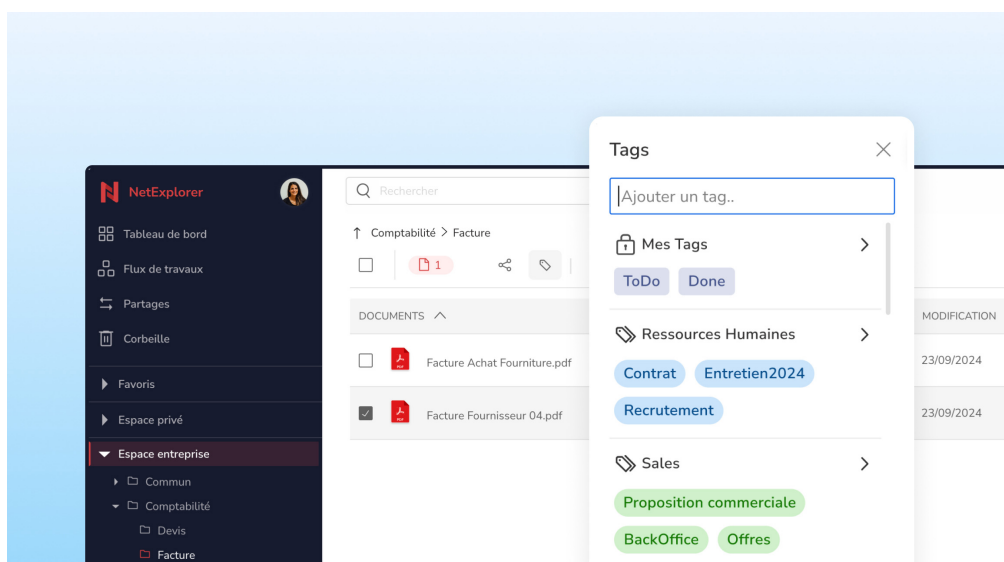 NetExplorer
Tableau de bord
Flux de travaux
Partages
Corbeille
Favoris
Espace privé
Espace entreprise
Commun
Comptabilité
Devis
Facture
Rechercher
Comptabilité > Facture
1
DOCUMENTS
MODIFICATION
Facture Achat Fourniture.pdf
23/09/2024
Facture Fournisseur 04.pdf
23/09/2024
Tags
Ajouter un tag..
Mes Tags
ToDo Done
Ressources Humaines
Contrat Entretien2024
Recrutement
Sales
Proposition commerciale
BackOffice Offres